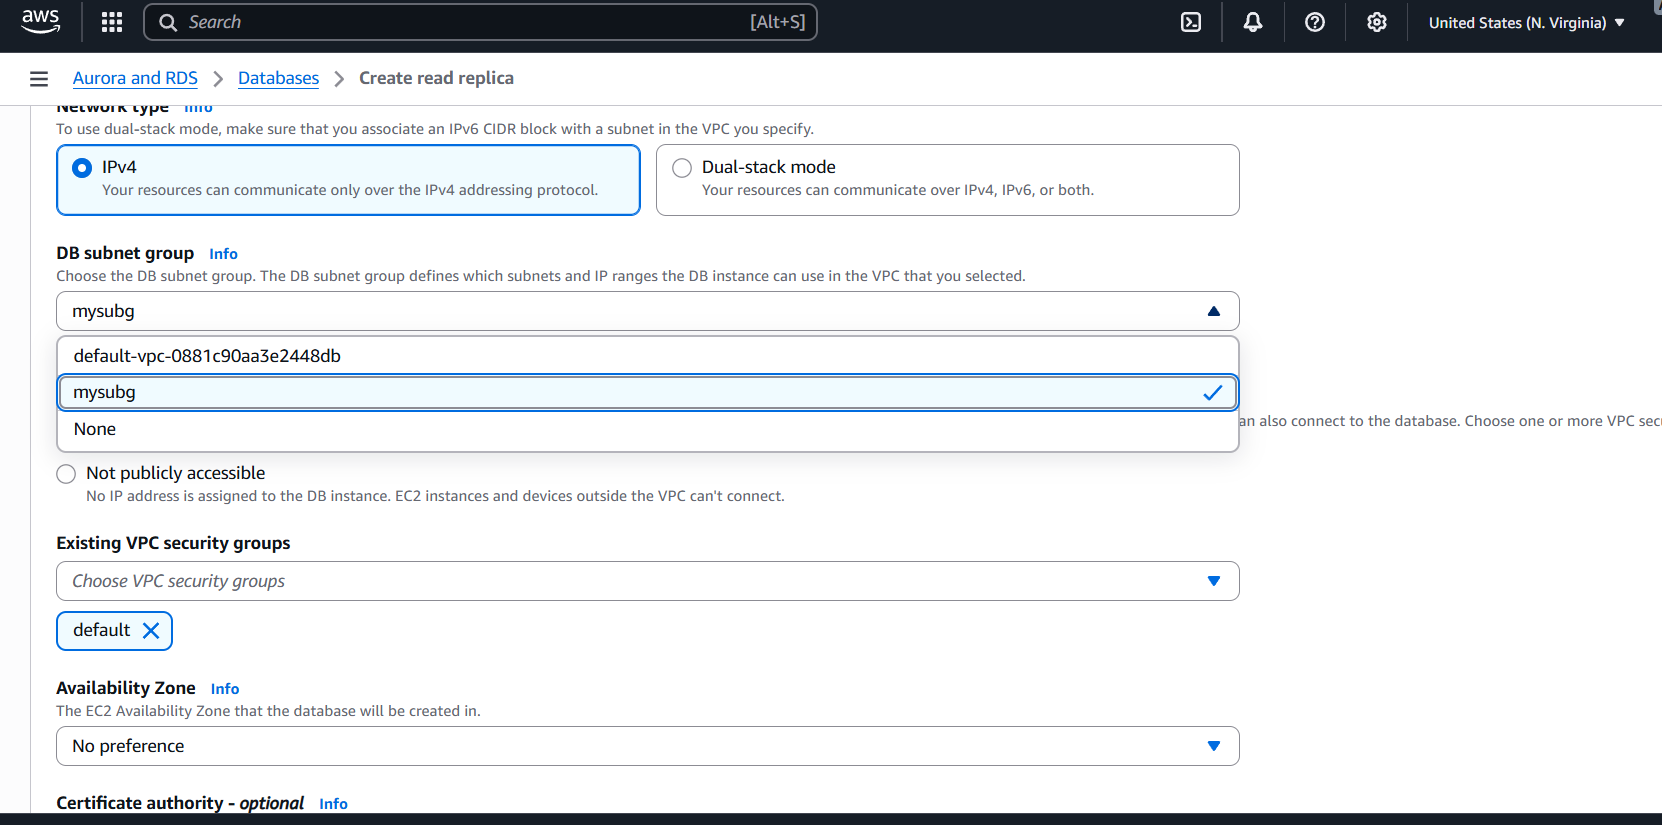 aws Search [Alt+S] United States (N. Virginia)
Aurora and RDS Databases Create read replica
Network type Info
To use dual-stack mode, make sure that you associate an IPv6 CIDR block with a subnet in the VPC you specify.
IPv4
Your resources can communicate only over the IPv4 addressing protocol.
Dual-stack mode
Your resources can communicate over IPv4, IPv6, or both.
DB subnet group Info
Choose the DB subnet group. The DB subnet group defines which subnets and IP ranges the DB instance can use in the VPC that you selected.
mysubg
default-vpc-0881c90aa3e2448db
mysubg
None
an also connect to the database. Choose one or more VPC sec
Not publicly accessible
No IP address is assigned to the DB instance. EC2 instances and devices outside the VPC can't connect.
Existing VPC security groups
Choose VPC security groups
default
Availability Zone Info
The EC2 Availability Zone that the database will be created in.
No preference
Certificate authority - optional Info